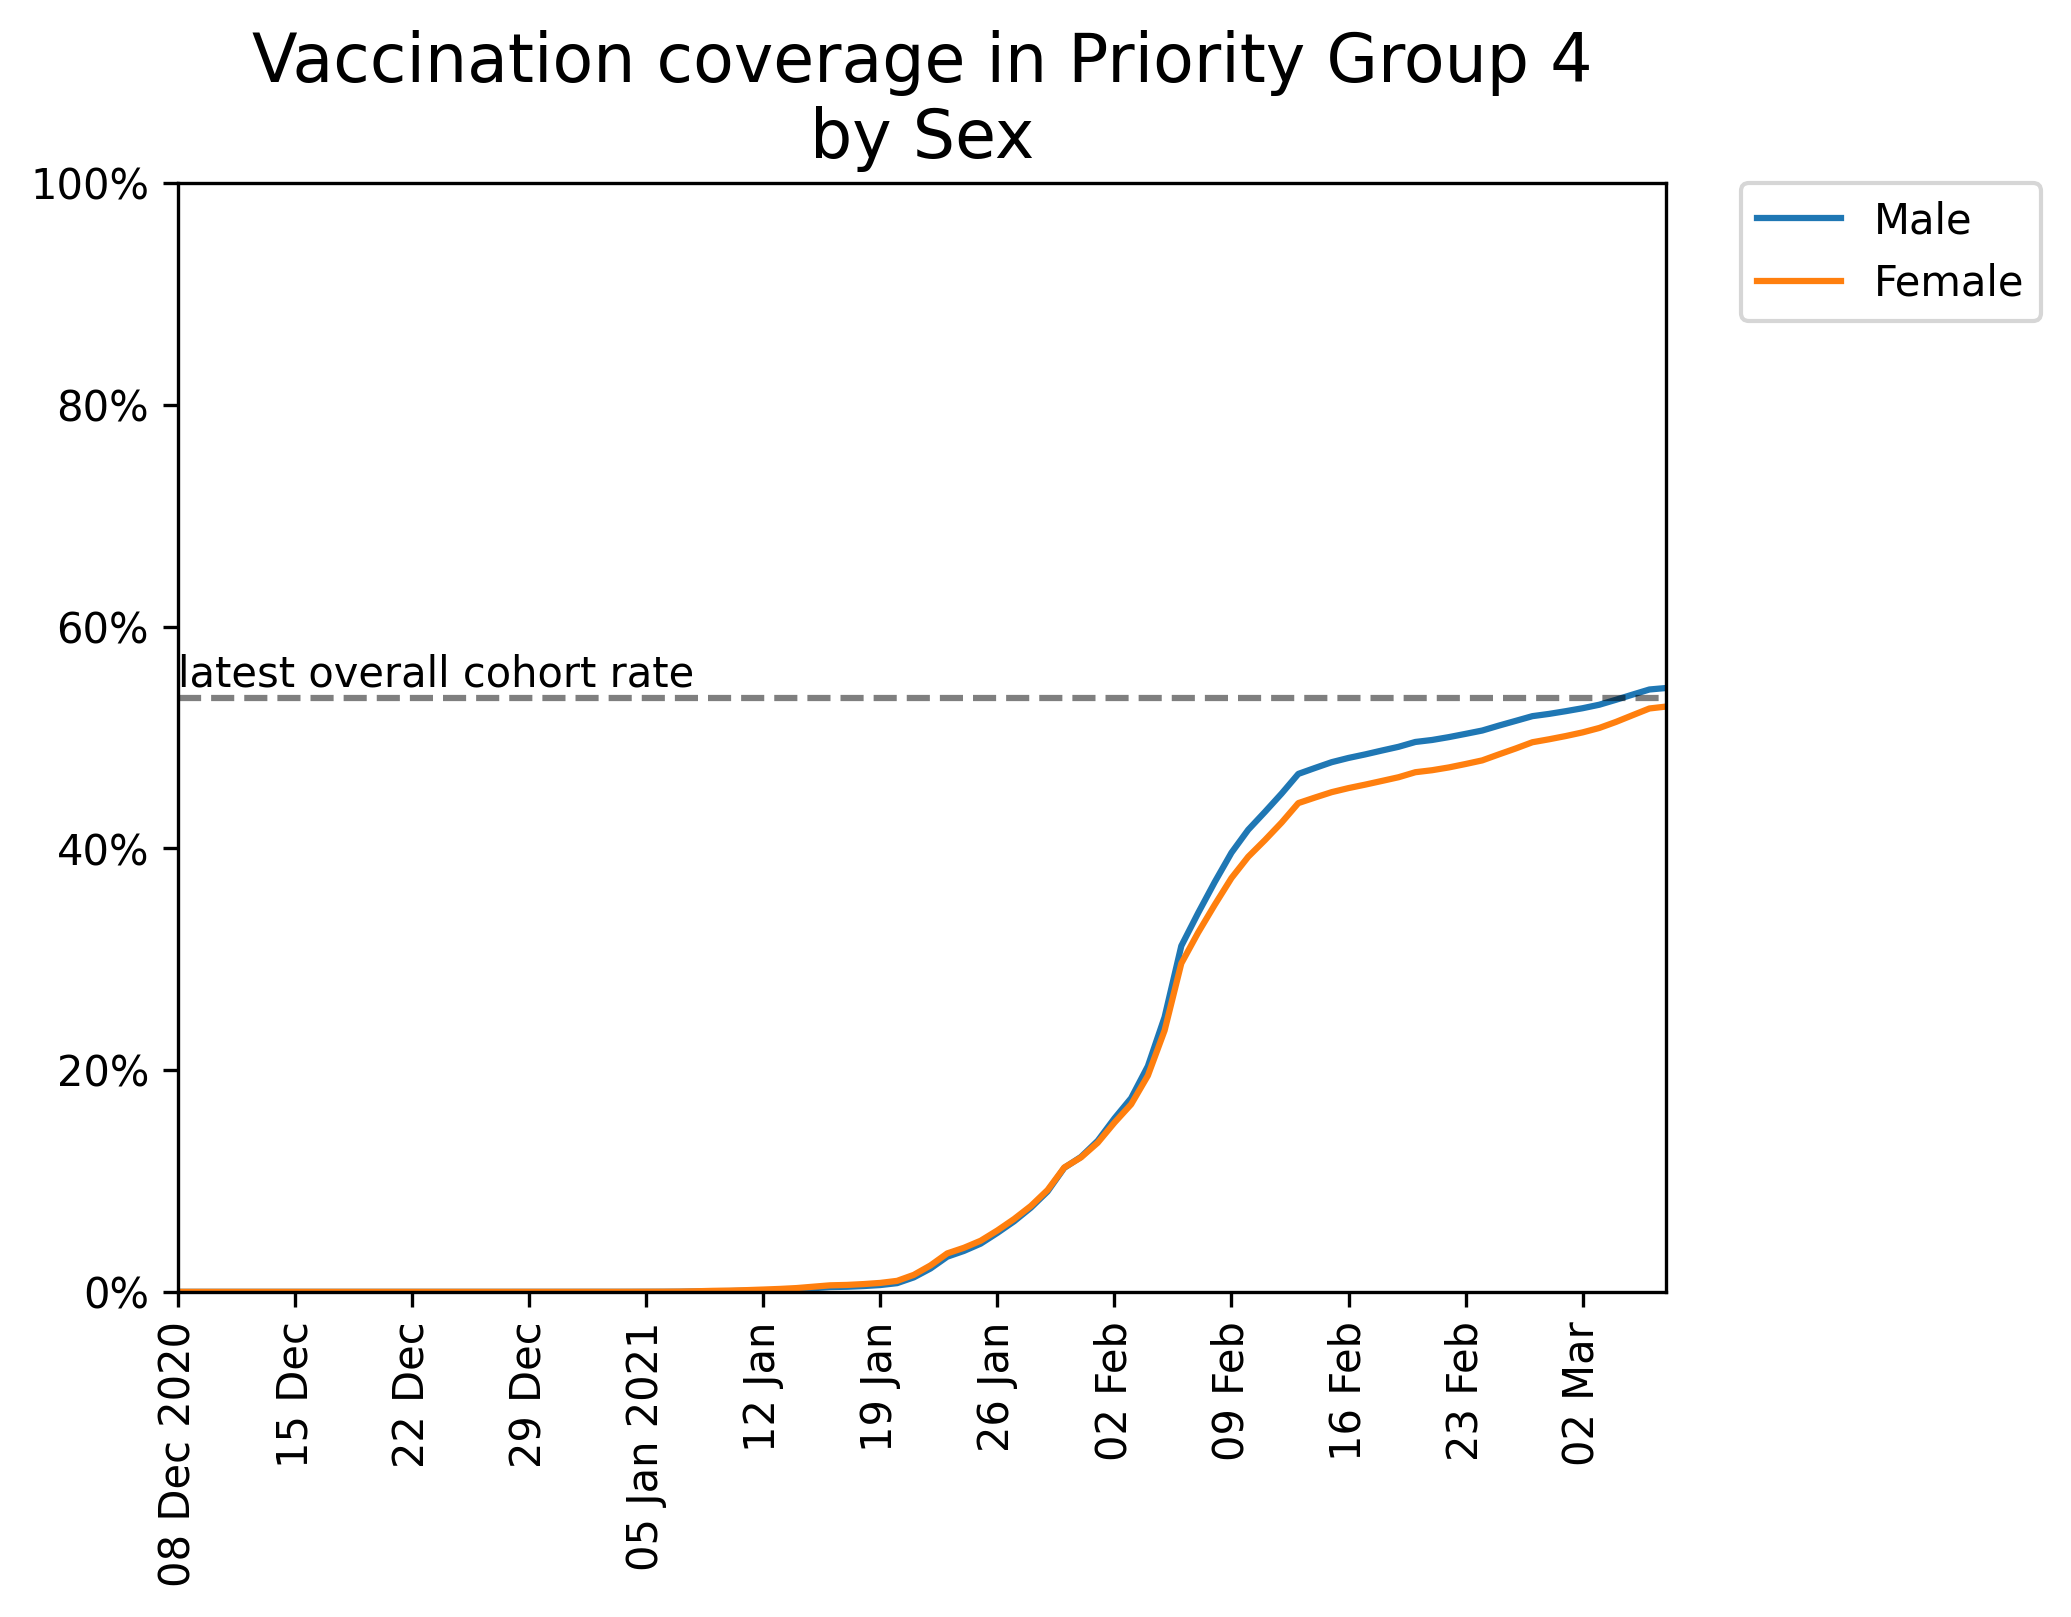 Vaccination coverage in Priority Group 4
by Sex
100%
80%
60%
40%
20%
0%
latest overall cohort rate
Male
Female
08 Dec 2020
15 Dec
22 Dec
29 Dec
05 Jan 2021
12 Jan
19 Jan
26 Jan
02 Feb
09 Feb
16 Feb
23 Feb
02 Mar